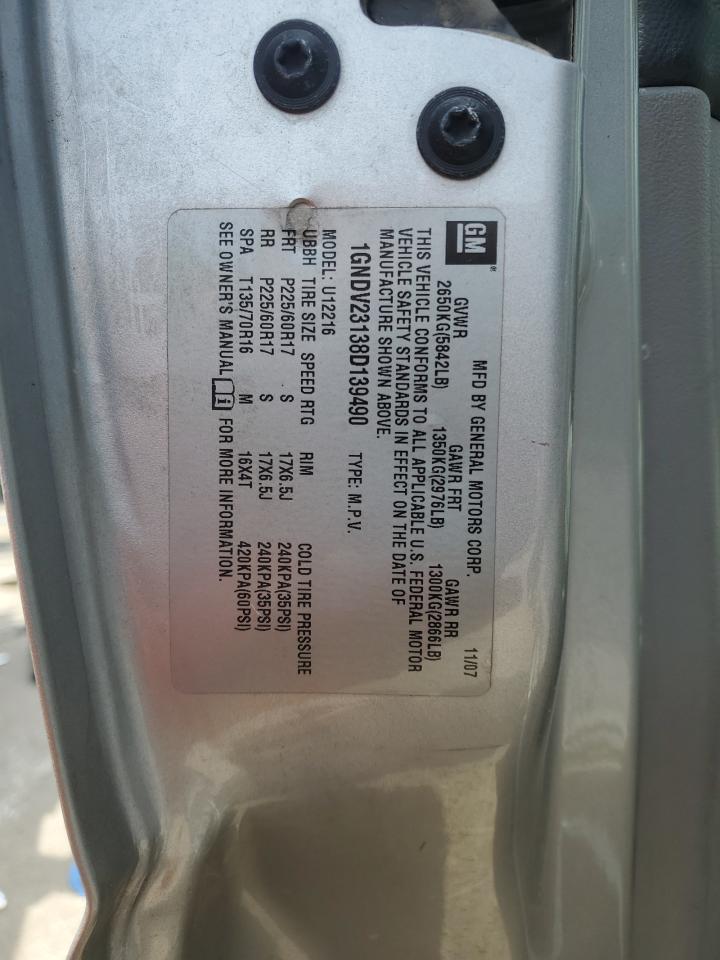 GM®
MFD BY GENERAL MOTORS CORP. 11/07
GVWR GAWR FRT GAWR RR
2650KG(5842LB) 1350KG(2976LB) 1300KG(2866LB)
THIS VEHICLE CONFORMS TO ALL APPLICABLE U.S. FEDERAL MOTOR
VEHICLE SAFETY STANDARDS IN EFFECT ON THE DATE OF
MANUFACTURE SHOWN ABOVE.
1GNDV23138D139490 TYPE: M.P.V.
MODEL: U12216
UBBH TIRE SIZE SPEED RTG RIM COLD TIRE PRESSURE
FRT P225/60R17 S 17X6.5J 240KPA(35PSI)
RR P225/60R17 S 17X6.5J 240KPA(35PSI)
SPA T135/70R16 M 16X4T 420KPA(60PSI)
SEE OWNER'S MANUAL FOR MORE INFORMATION.